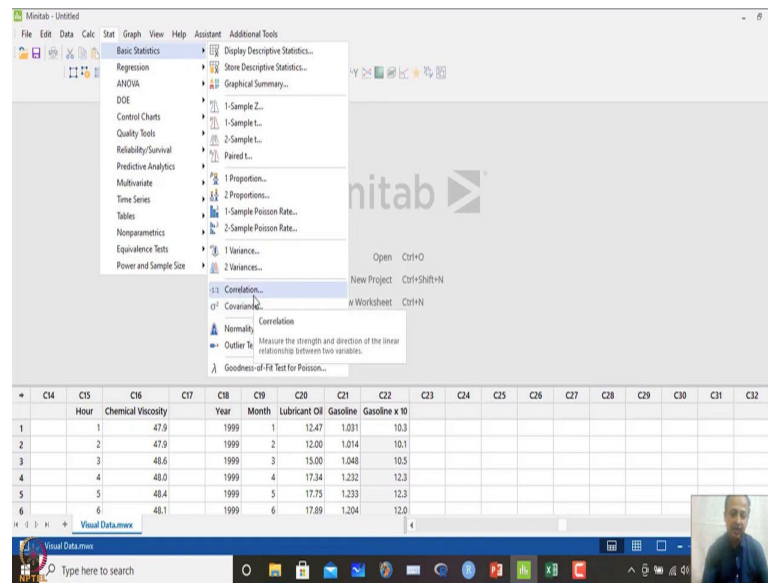 Minitab - Untitled
File Edit Data Calc Stat Graph View Help Assistant Additional Tools
Basic Statistics
Regression
ANOVA
DOE
Control Charts
Quality Tools
Reliability/Survival
Predictive Analytics
Multivariate
Time Series
Tables
Nonparametrics
Equivalence Tests
Power and Sample Size
Display Descriptive Statistics...
Store Descriptive Statistics...
Graphical Summary...
1-Sample Z...
1-Sample t...
2-Sample t...
Paired t...
1 Proportion...
2 Proportions...
1-Sample Poisson Rate...
2-Sample Poisson Rate...
1 Variance...
2 Variances...
Correlation...
Covariance...
Normality
Outlier Te
Goodness-of-Fit Test for Poisson...
Correlation
Measure the strength and direction of the linear
relationship between two variables.
nitab
Open Ctrl+O
New Project Ctrl+Shift+N
w Worksheet Ctrl+N
C14 C15 C16 C17 C18 C19 C20 C21 C22 C23 C24 C25 C26 C27 C28 C29 C30 C31 C32
Hour Chemical Viscosity Year Month Lubricant Oil Gasoline Gasoline x 10
1 1 47.9 1999 1 12.47 1.031 10.3
2 2 47.9 1999 2 12.00 1.014 10.1
3 3 48.6 1999 3 15.00 1.048 10.5
4 4 48.0 1999 4 17.34 1.232 12.3
5 5 48.4 1999 5 17.75 1.233 12.3
6 6 48.1 1999 6 17.89 1.204 12.0
Visual Data.mwx
Visual Data.mwx
Type here to search
NPTEL